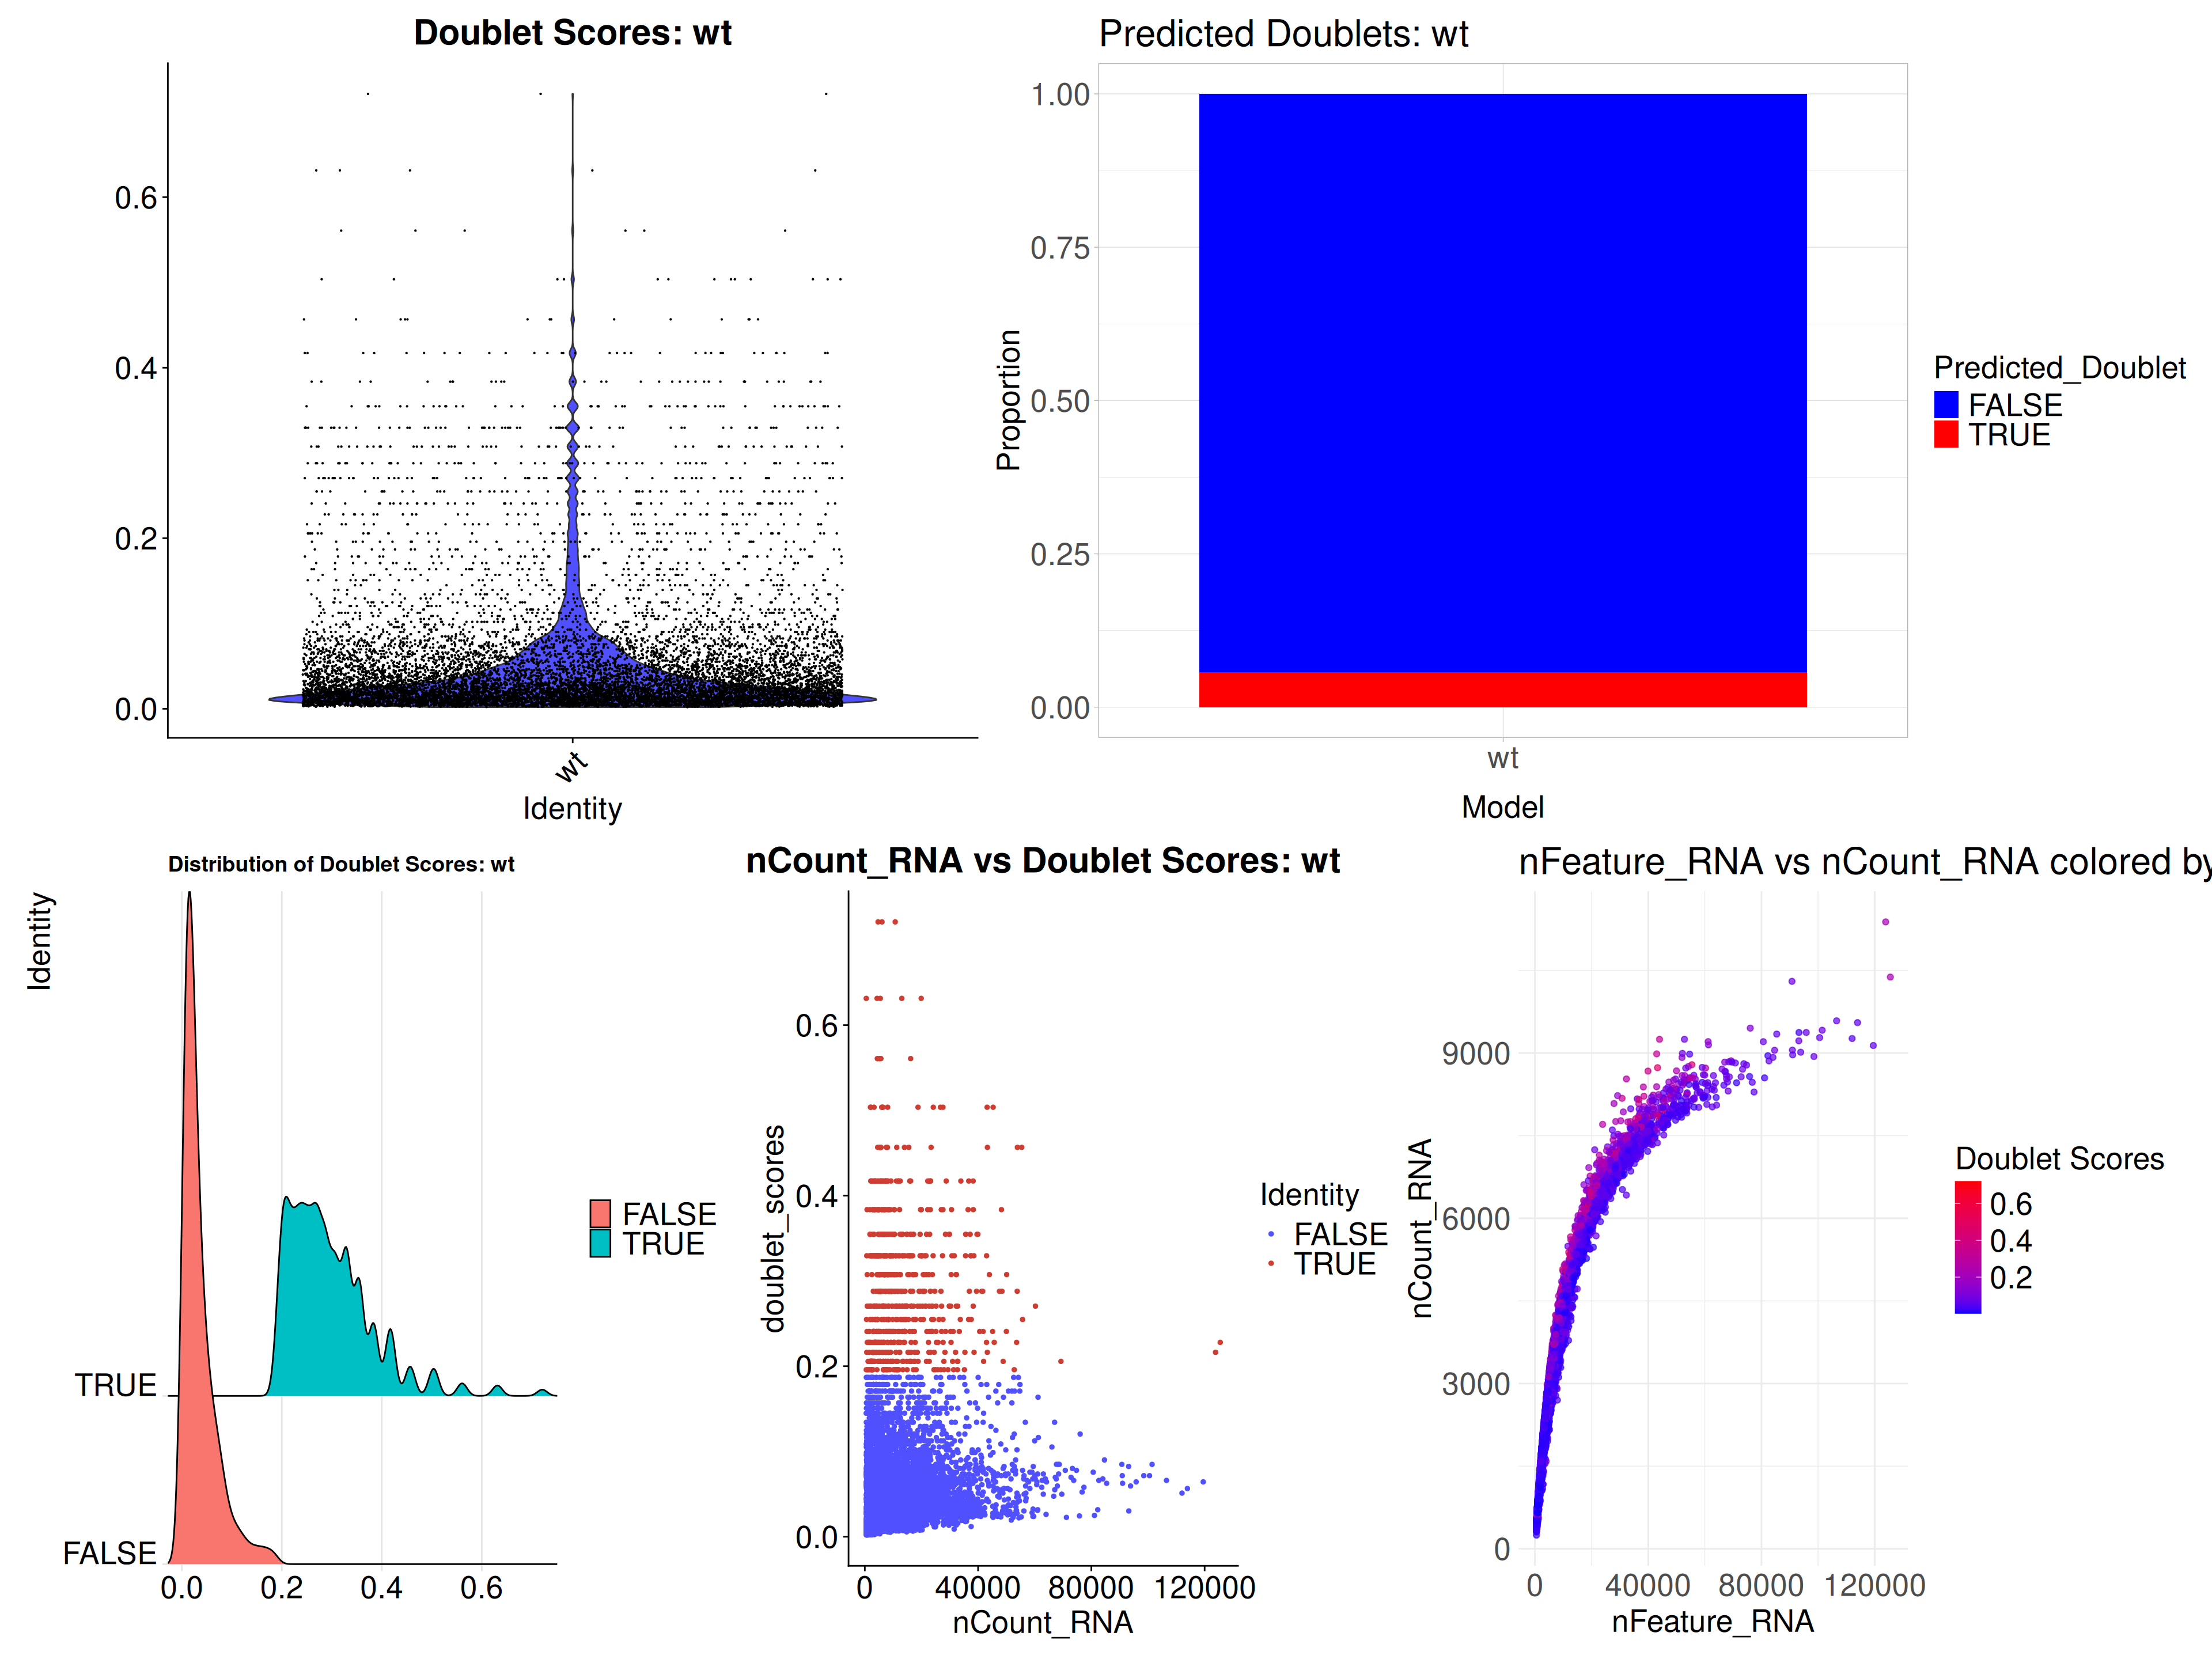 Doublet Scores: wt
0.6
0.4
0.2
0.0
wt
Identity
Predicted Doublets: wt
Proportion
1.00
0.75
0.50
0.25
0.00
wt
Model
Predicted_Doublet
FALSE
TRUE
Distribution of Doublet Scores: wt
Identity
TRUE
FALSE
0.0 0.2 0.4 0.6
FALSE
TRUE
nCount_RNA vs Doublet Scores: wt
doublet_scores
0.6
0.4
0.2
0.0
0 40000 80000 120000
nCount_RNA
Identity
FALSE
TRUE
nFeature_RNA vs nCount_RNA colored by
nCount_RNA
9000
6000
3000
0
0 40000 80000 120000
nFeature_RNA
Doublet Scores
0.6
0.4
0.2